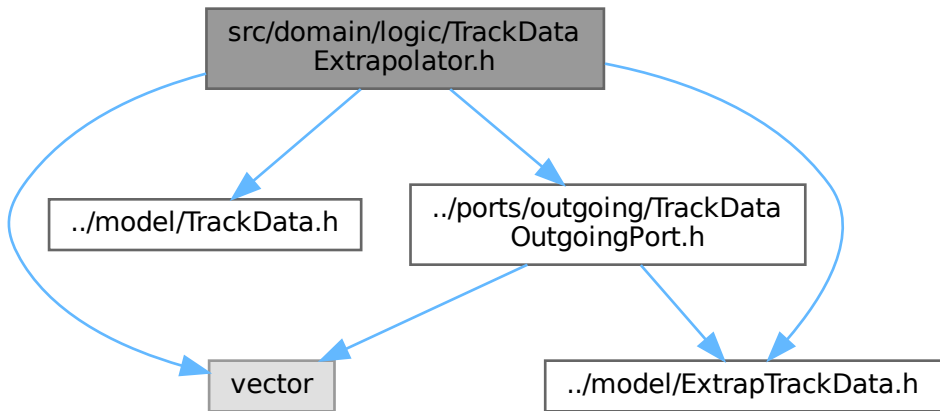 src/domain/logic/TrackData
Extrapolator.h
../model/TrackData.h
../ports/outgoing/TrackData
OutgoingPort.h
vector
../model/ExtrapTrackData.h